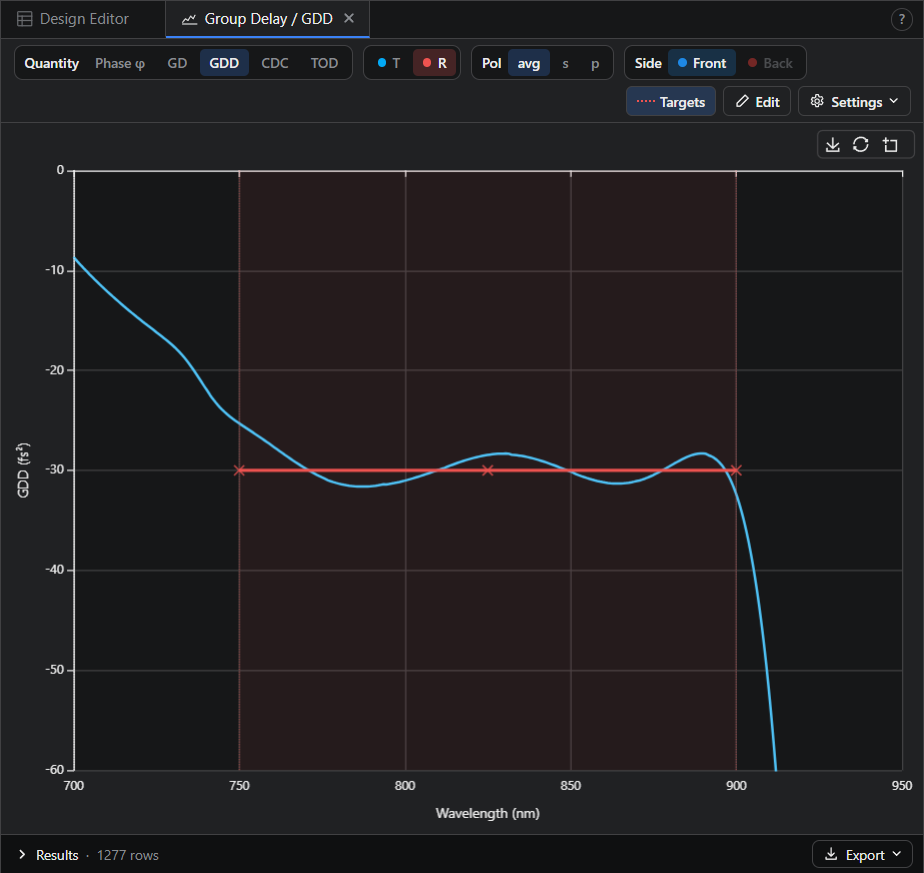 Design Editor
Group Delay / GDD
?
Quantity Phase φ GD GDD CDC TOD
T R
Pol avg s p
Side Front Back
Targets Edit Settings
0
-10
-20
-30
-40
-50
-60
GDD (fs²)
700 750 800 850 900 950
Wavelength (nm)
Results · 1277 rows
Export